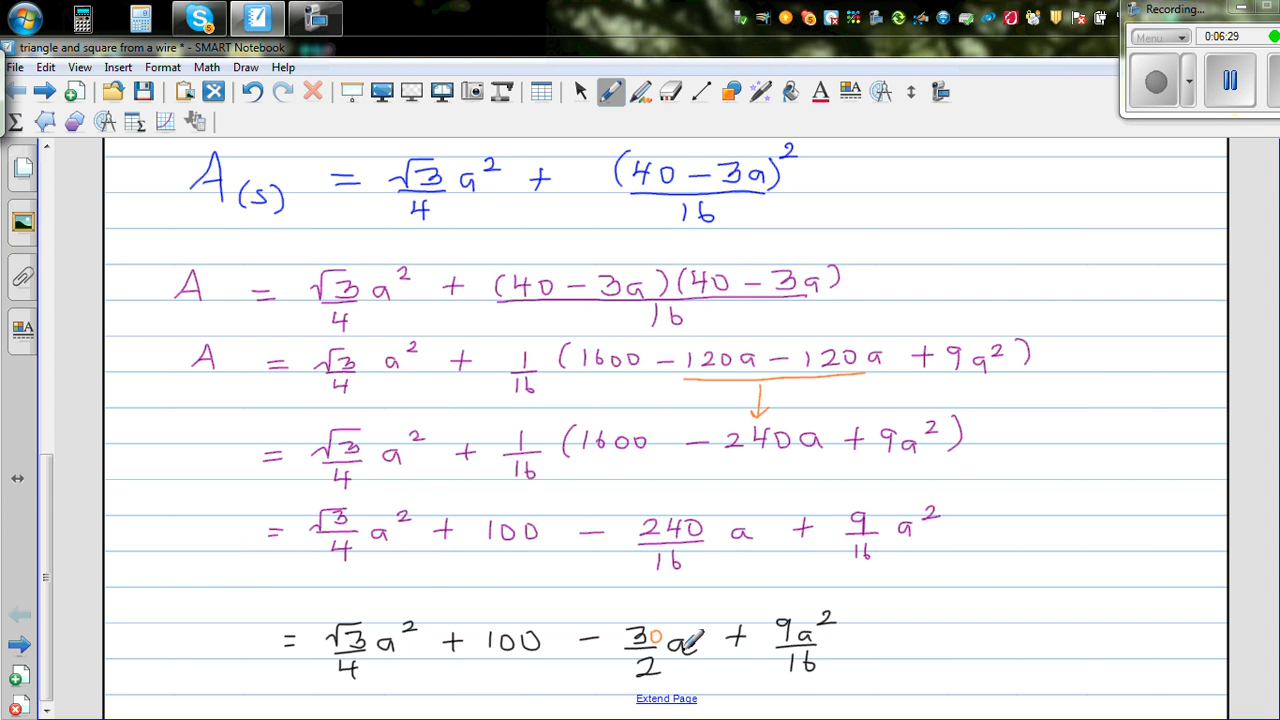 Recording...
triangle and square from a wire * - SMART Notebook
Menu 0:06:29
File Edit View Insert Format Math Draw Help
A(s) = √3/4 a² + (40 - 3a)²/16
A = √3/4 a² + (40 - 3a)(40 - 3a)/16
A = √3/4 a² + 1/16 (1600 - 120a - 120a + 9a²)
= √3/4 a² + 1/16 (1600 - 240a + 9a²)
= √3/4 a² + 100 - 240/16 a + 9/16 a²
= √3/4 a² + 100 - 30/2 a + 9a²/16
Extend Page